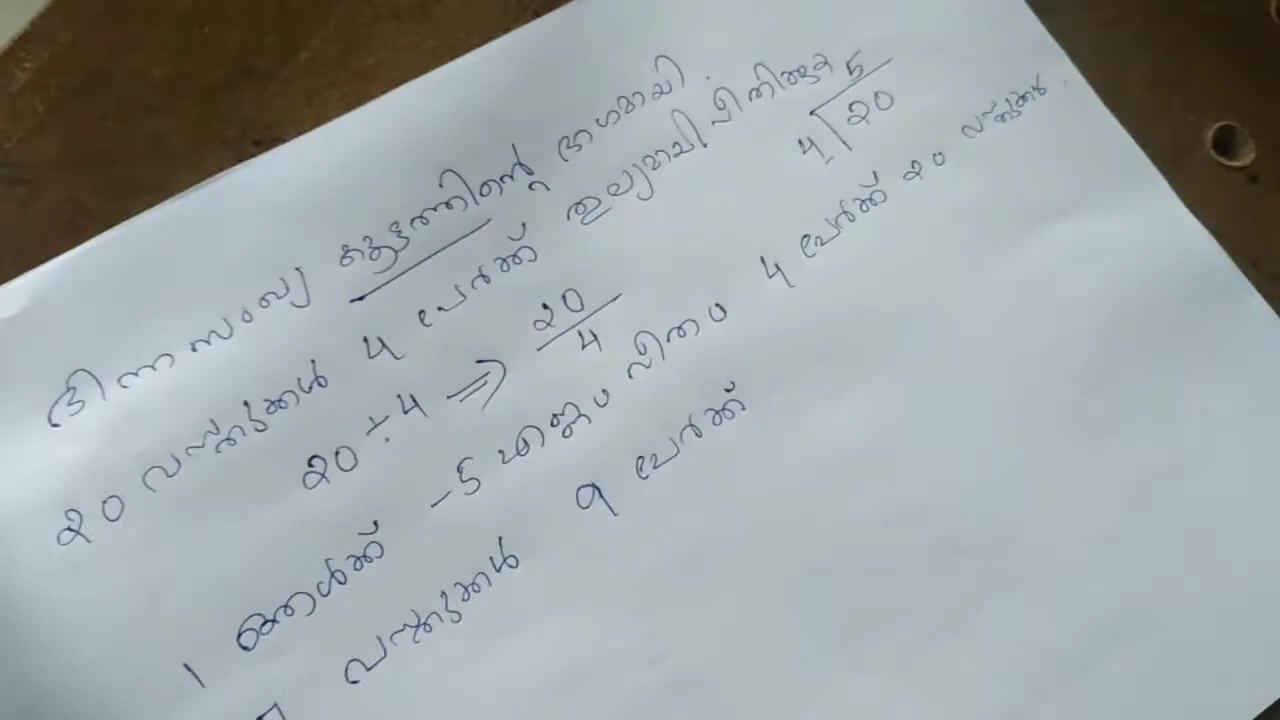 ഭിന്നസംഖ്യ കൂട്ടത്തിന്റെ ഭാഗമായി
20 വസ്തുക്കൾ 4 പേർക്ക് തുല്യമായി വീതിക്കുക
5
4 20
20 ÷ 4 ⇒ 20/4
1 ആൾക്ക് - 5 എണ്ണം വീതം 4 പേർക്ക് 20 വസ്തുക്കൾ
വസ്തുക്കൾ 9 പേർക്ക്